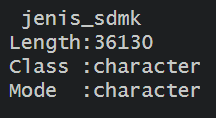 jenis_sdmk
Length:36130
Class :character
Mode  :character